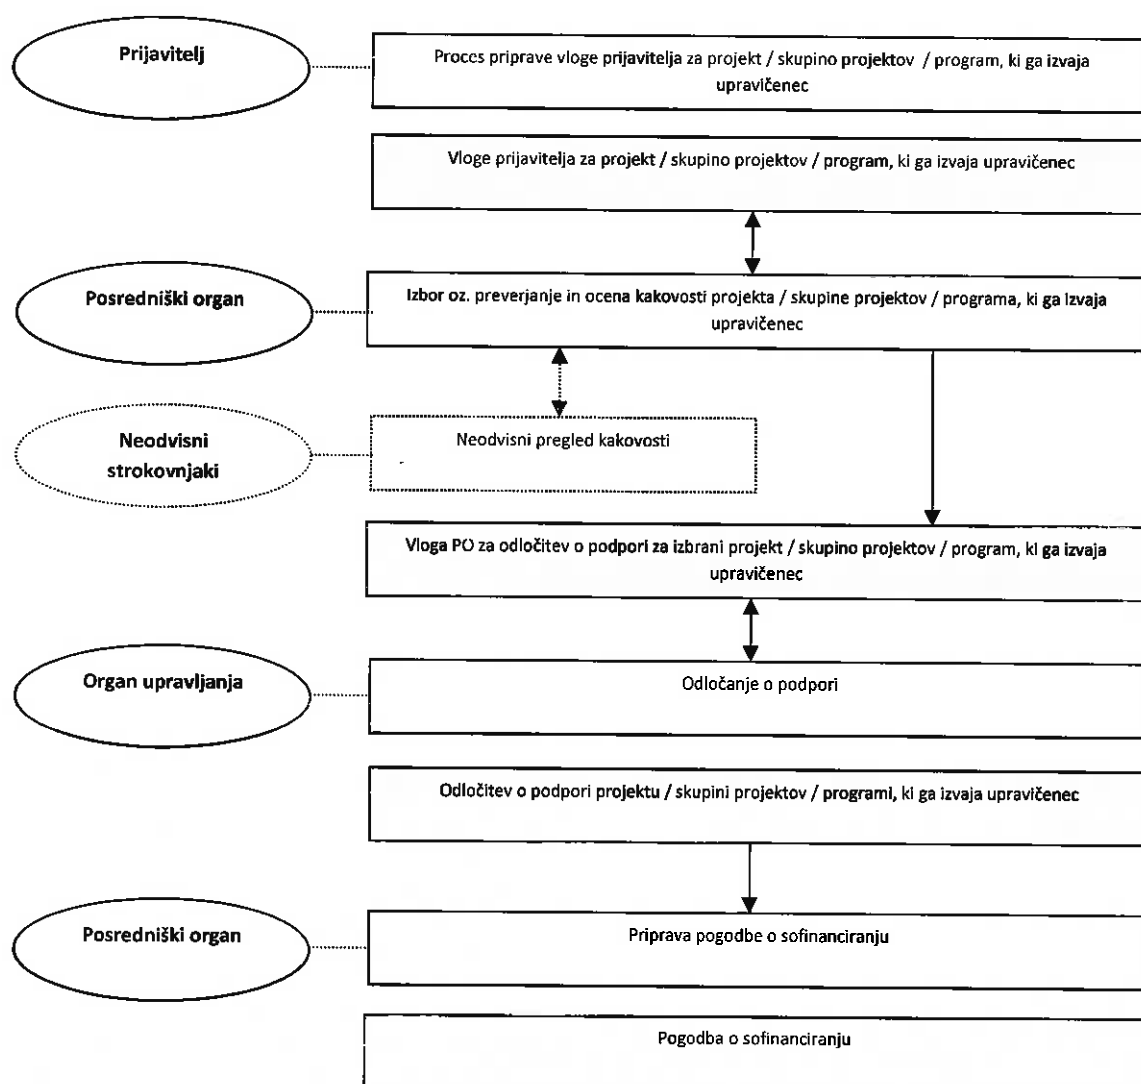 Prijavitelj
Proces priprave vloge prijavitelja za projekt / skupino projektov / program, ki ga izvaja
upravičenec
Vloge prijavitelja za projekt / skupino projektov / program, ki ga izvaja upravičenec
Posredniški organ
Izbor oz. preverjanje in ocena kakovosti projekta / skupine projektov / programa, ki ga izvaja
upravičenec
Neodvisni
strokovnjaki
Neodvisni pregled kakovosti
Vloga PO za odločitev o podpori za izbrani projekt / skupino projektov / program, ki ga izvaja
upravičenec
Organ upravljanja
Odločanje o podpori
Odločitev o podpori projektu / skupini projektov / programi, ki ga izvaja upravičenec
Posredniški organ
Priprava pogodbe o sofinanciranju
Pogodba o sofinanciranju